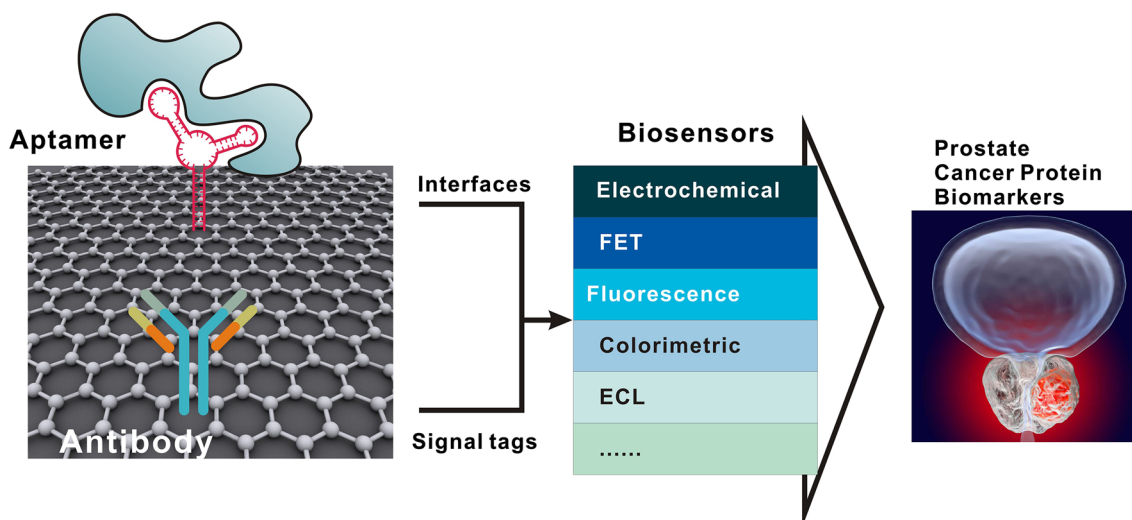 Aptamer
Antibody
Interfaces
Signal tags
Biosensors
Electrochemical
FET
Fluorescence
Colorimetric
ECL
......
Prostate
Cancer Protein
Biomarkers